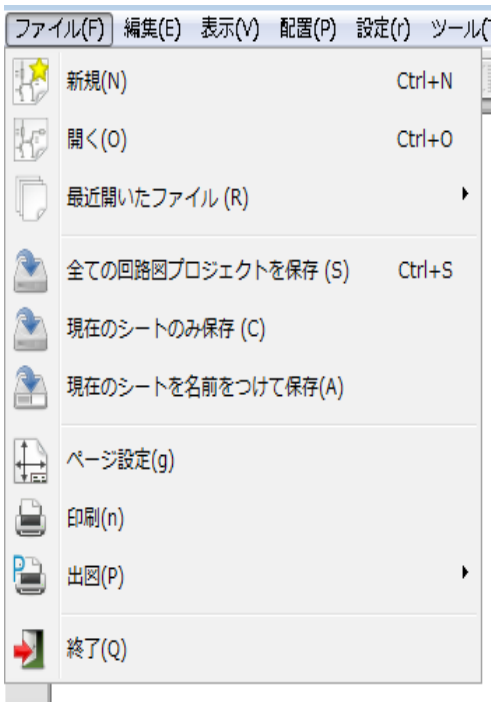 ファイル(F) 編集(E) 表示(V) 配置(P) 設定(r) ツール(T
新規(N) Ctrl+N
開く(O) Ctrl+O
最近開いたファイル (R)
全ての回路図プロジェクトを保存 (S) Ctrl+S
現在のシートのみ保存 (C)
現在のシートを名前をつけて保存(A)
ページ設定(g)
印刷(n)
出図(P)
終了(Q)